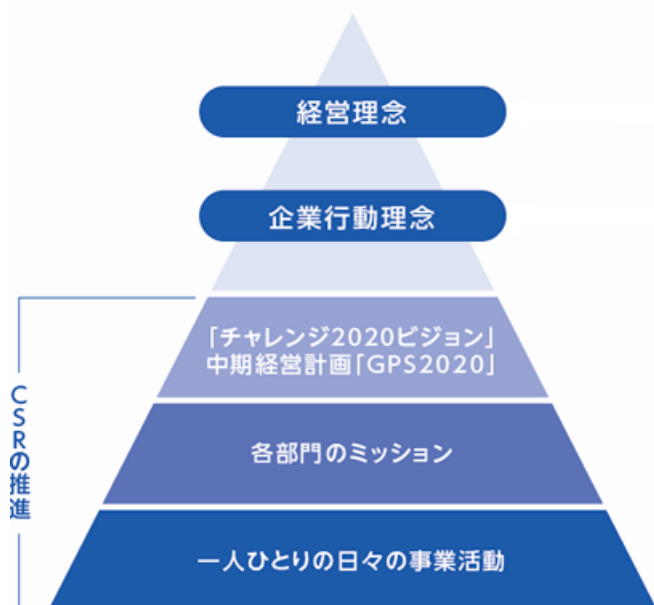 経営理念
企業行動理念
「チャレンジ2020ビジョン」
中期経営計画「GPS2020」
CSRの推進
各部門のミッション
一人ひとりの日々の事業活動